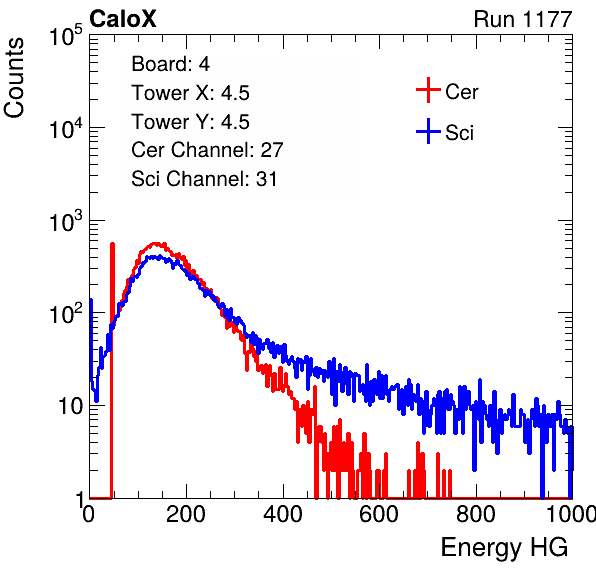 CaloX Run 1177
Counts
10^5
10^4
10^3
10^2
10
1
Board: 4
Tower X: 4.5
Tower Y: 4.5
Cer Channel: 27
Sci Channel: 31
Cer
Sci
0 200 400 600 800 1000
Energy HG